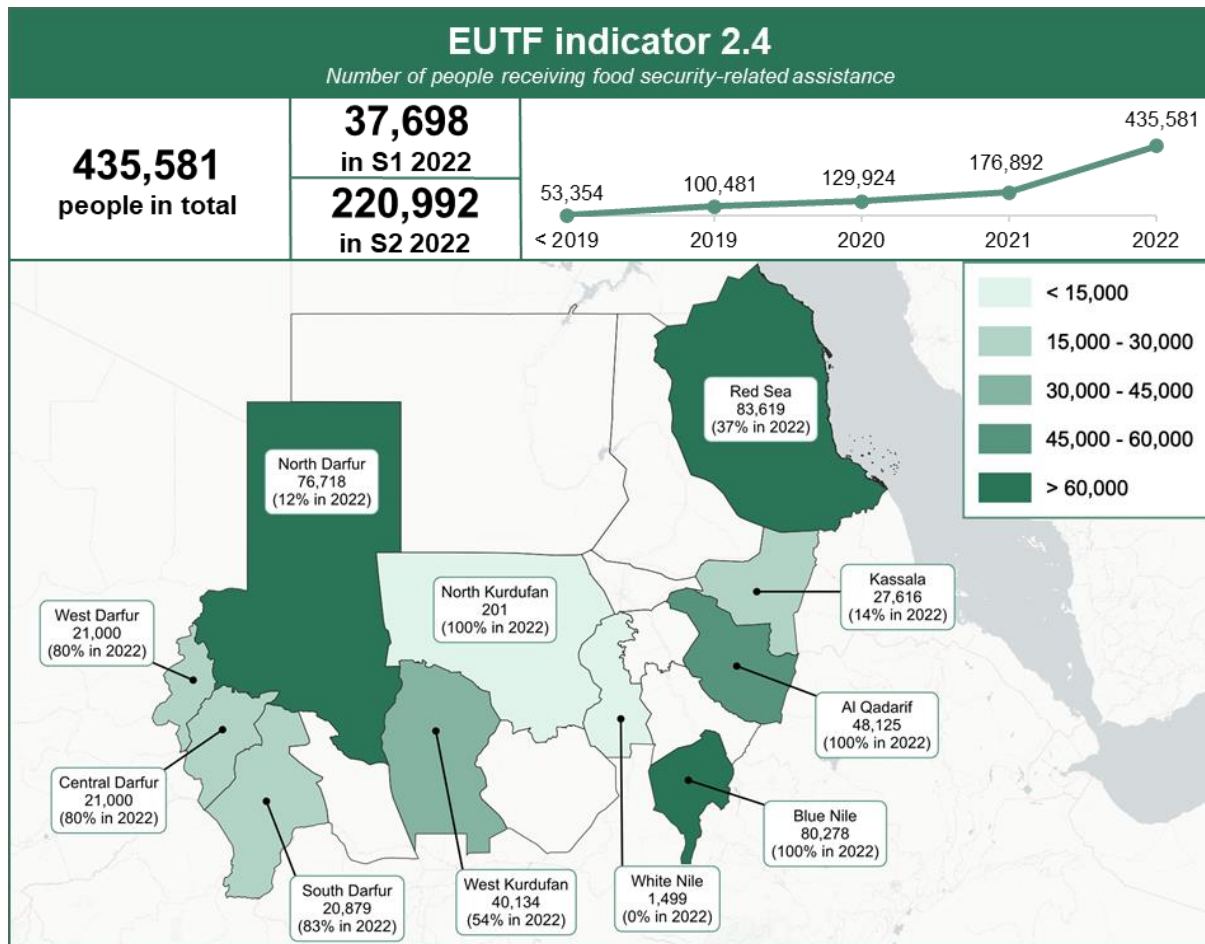 EUTF indicator 2.4
Number of people receiving food security-related assistance
435,581
people in total
37,698
in S1 2022
220,992
in S2 2022
53,354
100,481
129,924
176,892
435,581
< 2019
2019
2020
2021
2022
< 15,000
15,000 - 30,000
30,000 - 45,000
45,000 - 60,000
> 60,000
Red Sea
83,619
(37% in 2022)
North Darfur
76,718
(12% in 2022)
Kassala
27,616
(14% in 2022)
North Kurdufan
201
(100% in 2022)
West Darfur
21,000
(80% in 2022)
Al Qadarif
48,125
(100% in 2022)
Central Darfur
21,000
(80% in 2022)
Blue Nile
80,278
(100% in 2022)
South Darfur
20,879
(83% in 2022)
West Kurdufan
40,134
(54% in 2022)
White Nile
1,499
(0% in 2022)